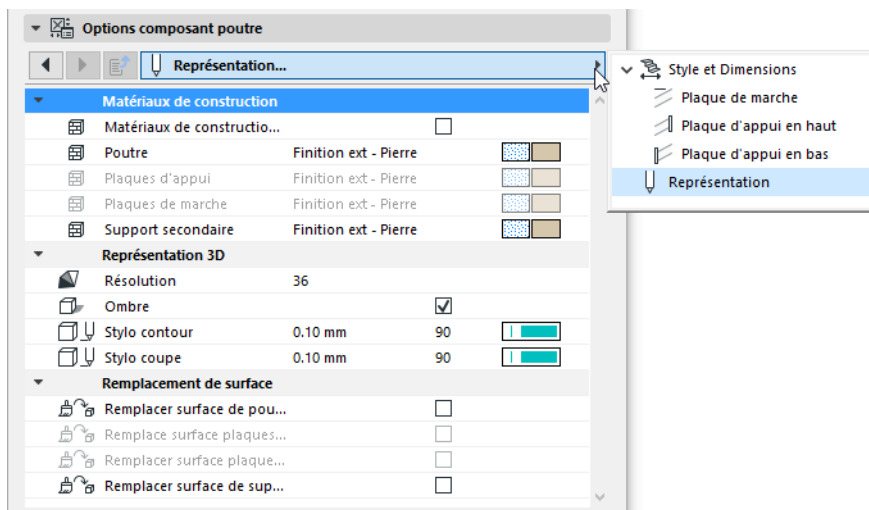 Options composant poutre
Représentation...
Matériaux de construction
Matériaux de constructio...
Poutre Finition ext - Pierre
Plaques d'appui Finition ext - Pierre
Plaques de marche Finition ext - Pierre
Support secondaire Finition ext - Pierre
Représentation 3D
Résolution 36
Ombre
Stylo contour 0.10 mm 90
Stylo coupe 0.10 mm 90
Remplacement de surface
Remplacer surface de pou...
Remplace surface plaques...
Remplacer surface plaque...
Remplacer surface de sup...
Style et Dimensions
Plaque de marche
Plaque d'appui en haut
Plaque d'appui en bas
Représentation